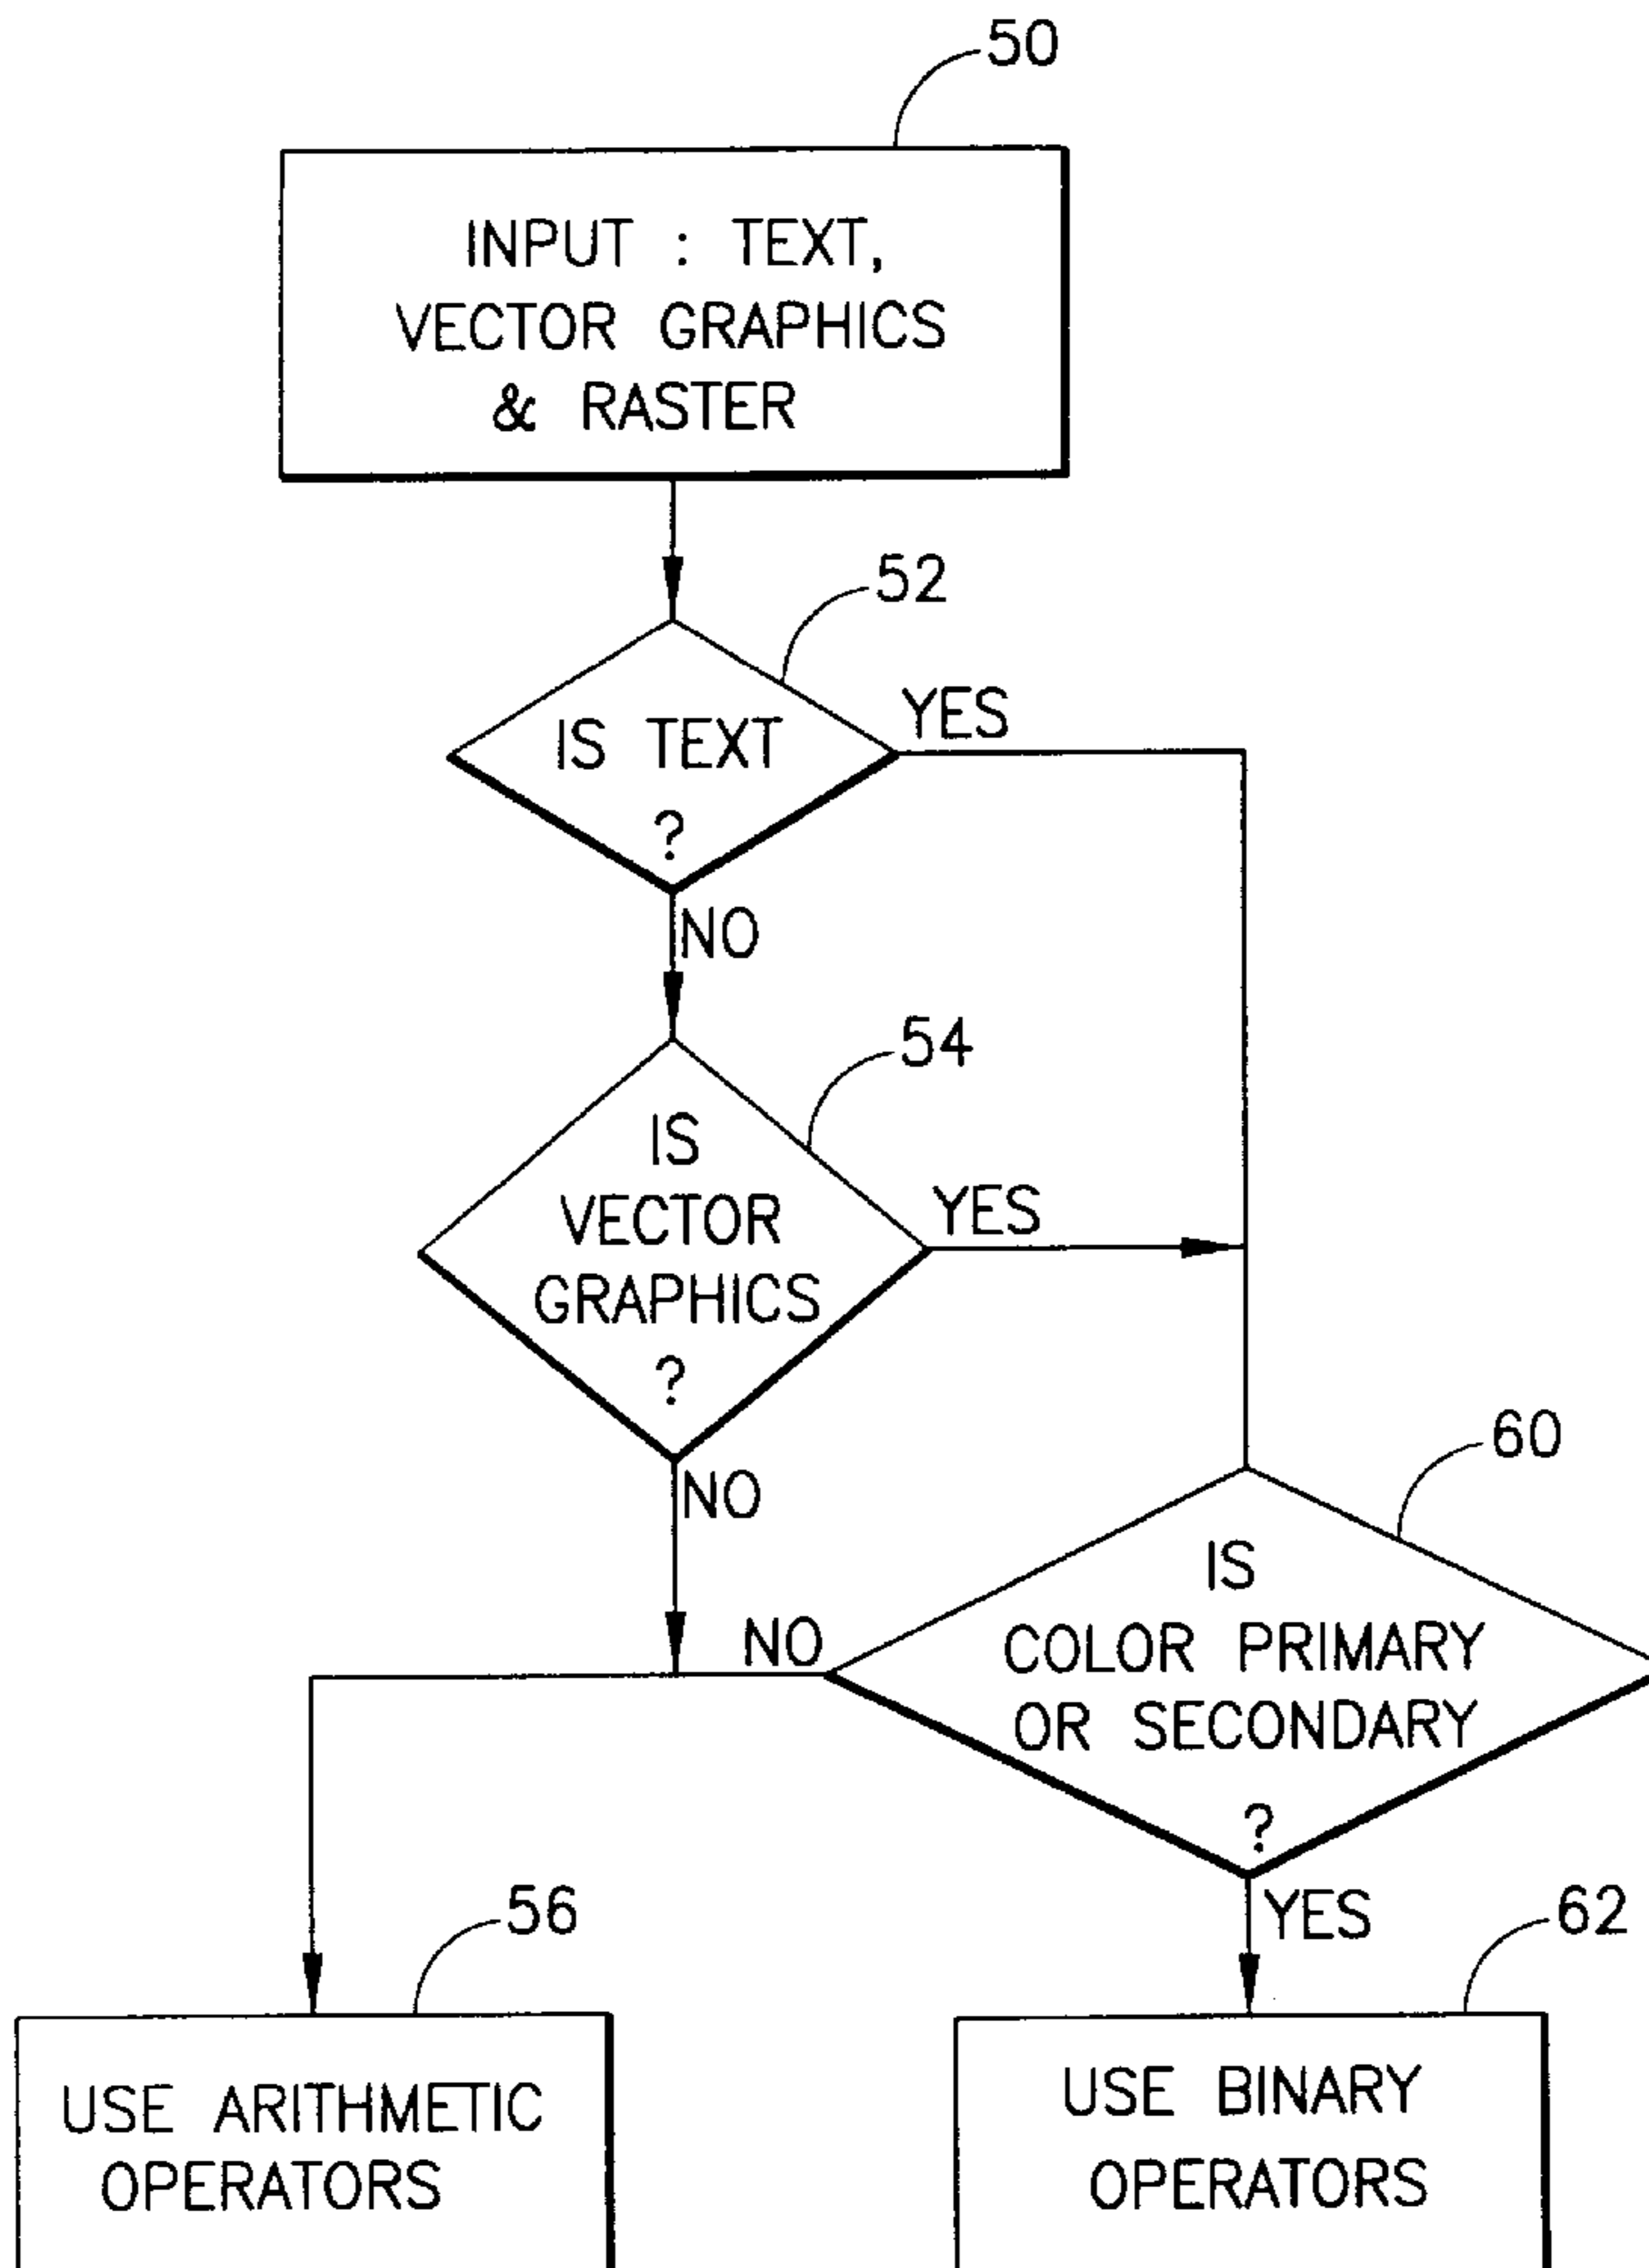 50
INPUT : TEXT,
VECTOR GRAPHICS
& RASTER
52
IS TEXT
?
YES
NO
54
IS
VECTOR
GRAPHICS
?
YES
NO
60
IS
COLOR PRIMARY
OR SECONDARY
?
NO
YES
56
USE ARITHMETIC
OPERATORS
62
USE BINARY
OPERATORS